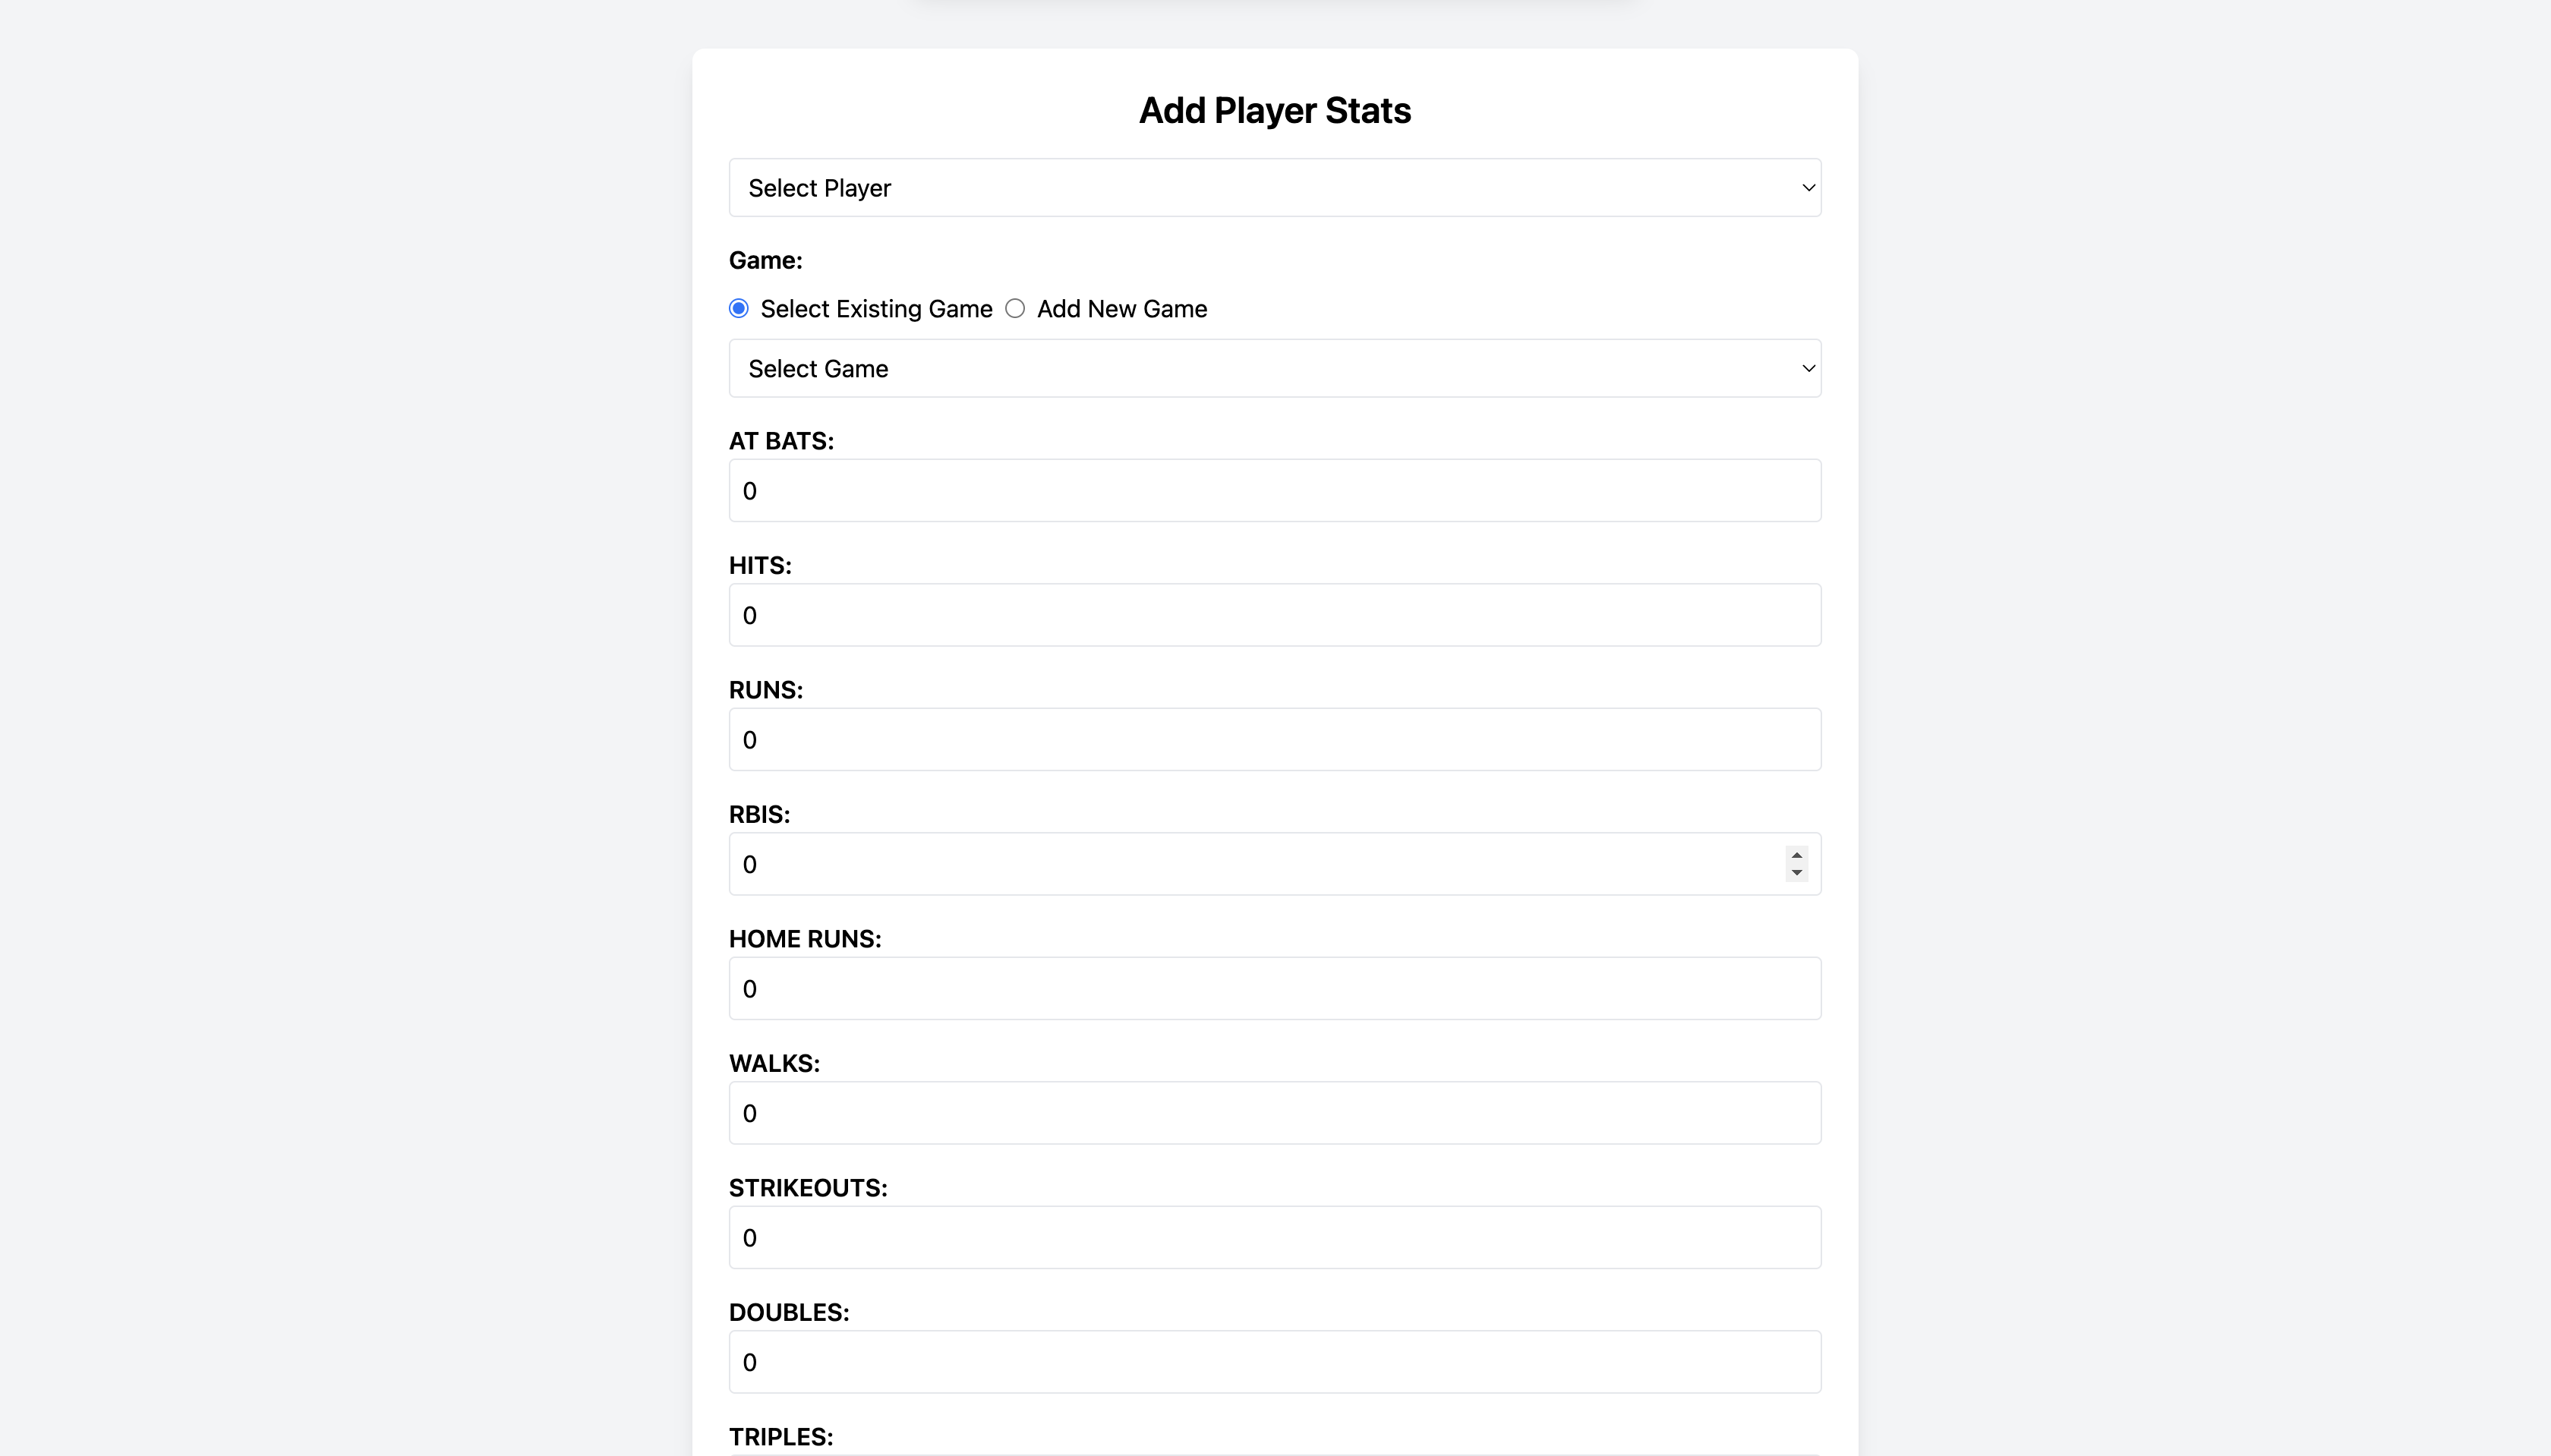 Add Player Stats
Select Player
Game:
Select Existing Game Add New Game
Select Game
AT BATS:
0
HITS:
0
RUNS:
0
RBIS:
0
HOME RUNS:
0
WALKS:
0
STRIKEOUTS:
0
DOUBLES:
0
TRIPLES: